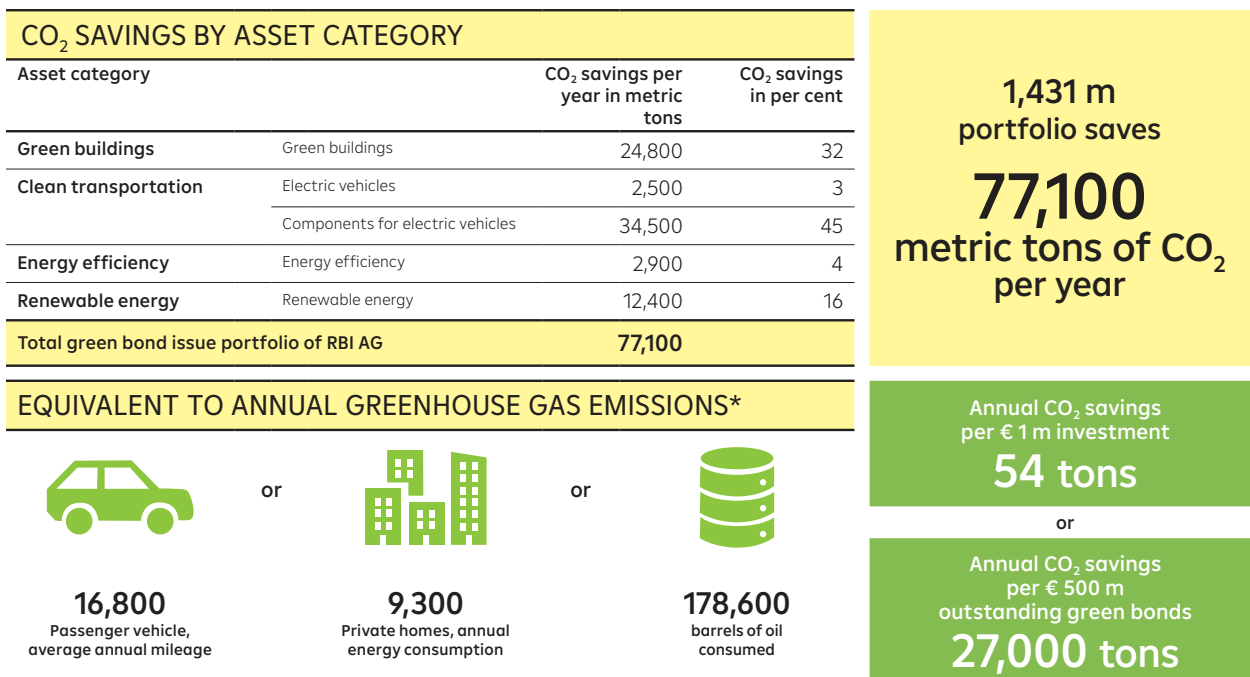 CO₂ SAVINGS BY ASSET CATEGORY
Asset category CO₂ savings per year in metric tons CO₂ savings in per cent
Green buildings Green buildings 24,800 32
Clean transportation Electric vehicles 2,500 3
Components for electric vehicles 34,500 45
Energy efficiency Energy efficiency 2,900 4
Renewable energy Renewable energy 12,400 16
Total green bond issue portfolio of RBI AG 77,100
1,431 m
portfolio saves
77,100
metric tons of CO₂
per year
EQUIVALENT TO ANNUAL GREENHOUSE GAS EMISSIONS*
or
or
16,800
Passenger vehicle,
average annual mileage
9,300
Private homes, annual
energy consumption
178,600
barrels of oil
consumed
Annual CO₂ savings
per € 1 m investment
54 tons
or
Annual CO₂ savings
per € 500 m
outstanding green bonds
27,000 tons